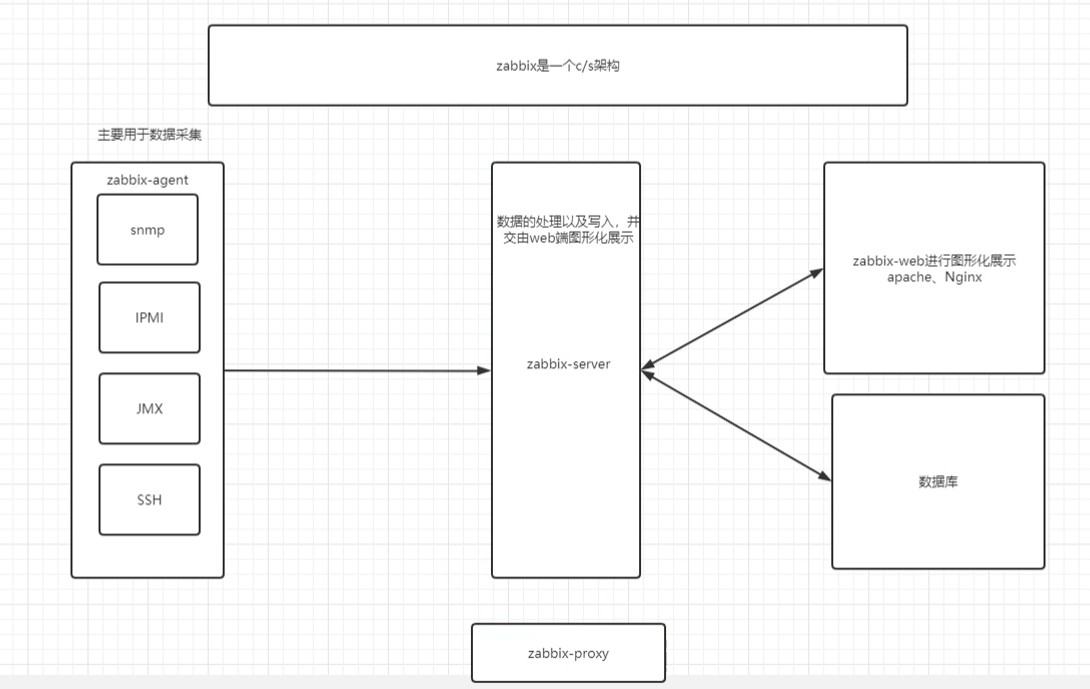 zabbix是一个c/s架构
主要用于数据采集
zabbix-agent
snmp
IPMI
JMX
SSH
数据的处理以及写入，并
交由web端图形化展示
zabbix-server
zabbix-web进行图形化展示
apache、Nginx
数据库
zabbix-proxy